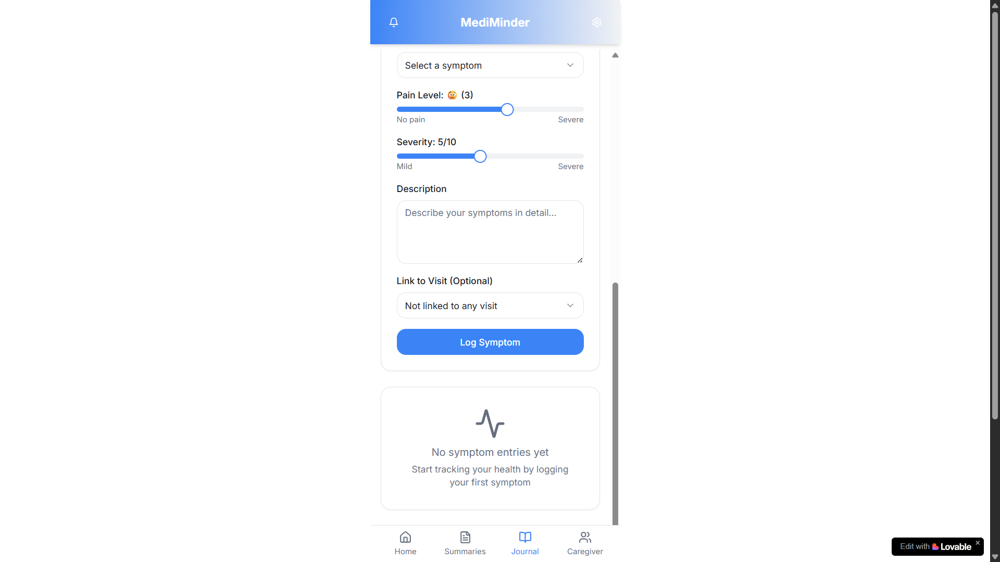 MediMinder
Select a symptom
Pain Level: 😨 (3)
No pain
Severe
Severity: 5/10
Mild
Severe
Description
Describe your symptoms in detail...
Link to Visit (Optional)
Not linked to any visit
Log Symptom
No symptom entries yet
Start tracking your health by logging
your first symptom
Home
Summaries
Journal
Caregiver
Edit with Lovable ×